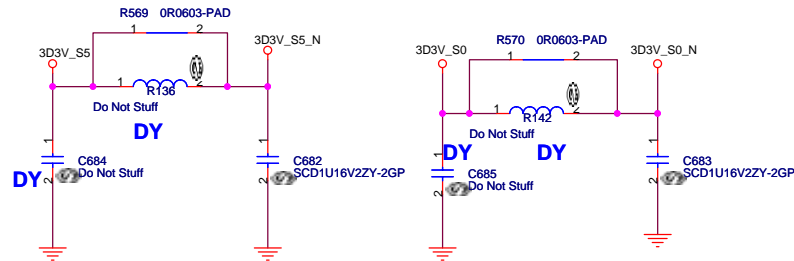 R569 0R0603-PAD
1 2
3D3V_S5
3D3V_S5_N
1 R136 2
Do Not Stuff
DY
1
C684
Do Not Stuff
DY
2
1
C682
SCD1U16V2ZY-2GP
2
R570 0R0603-PAD
1 2
3D3V_S0
3D3V_S0_N
1 R142 2
Do Not Stuff
DY
DY
1
C685
Do Not Stuff
2
1
C683
SCD1U16V2ZY-2GP
2